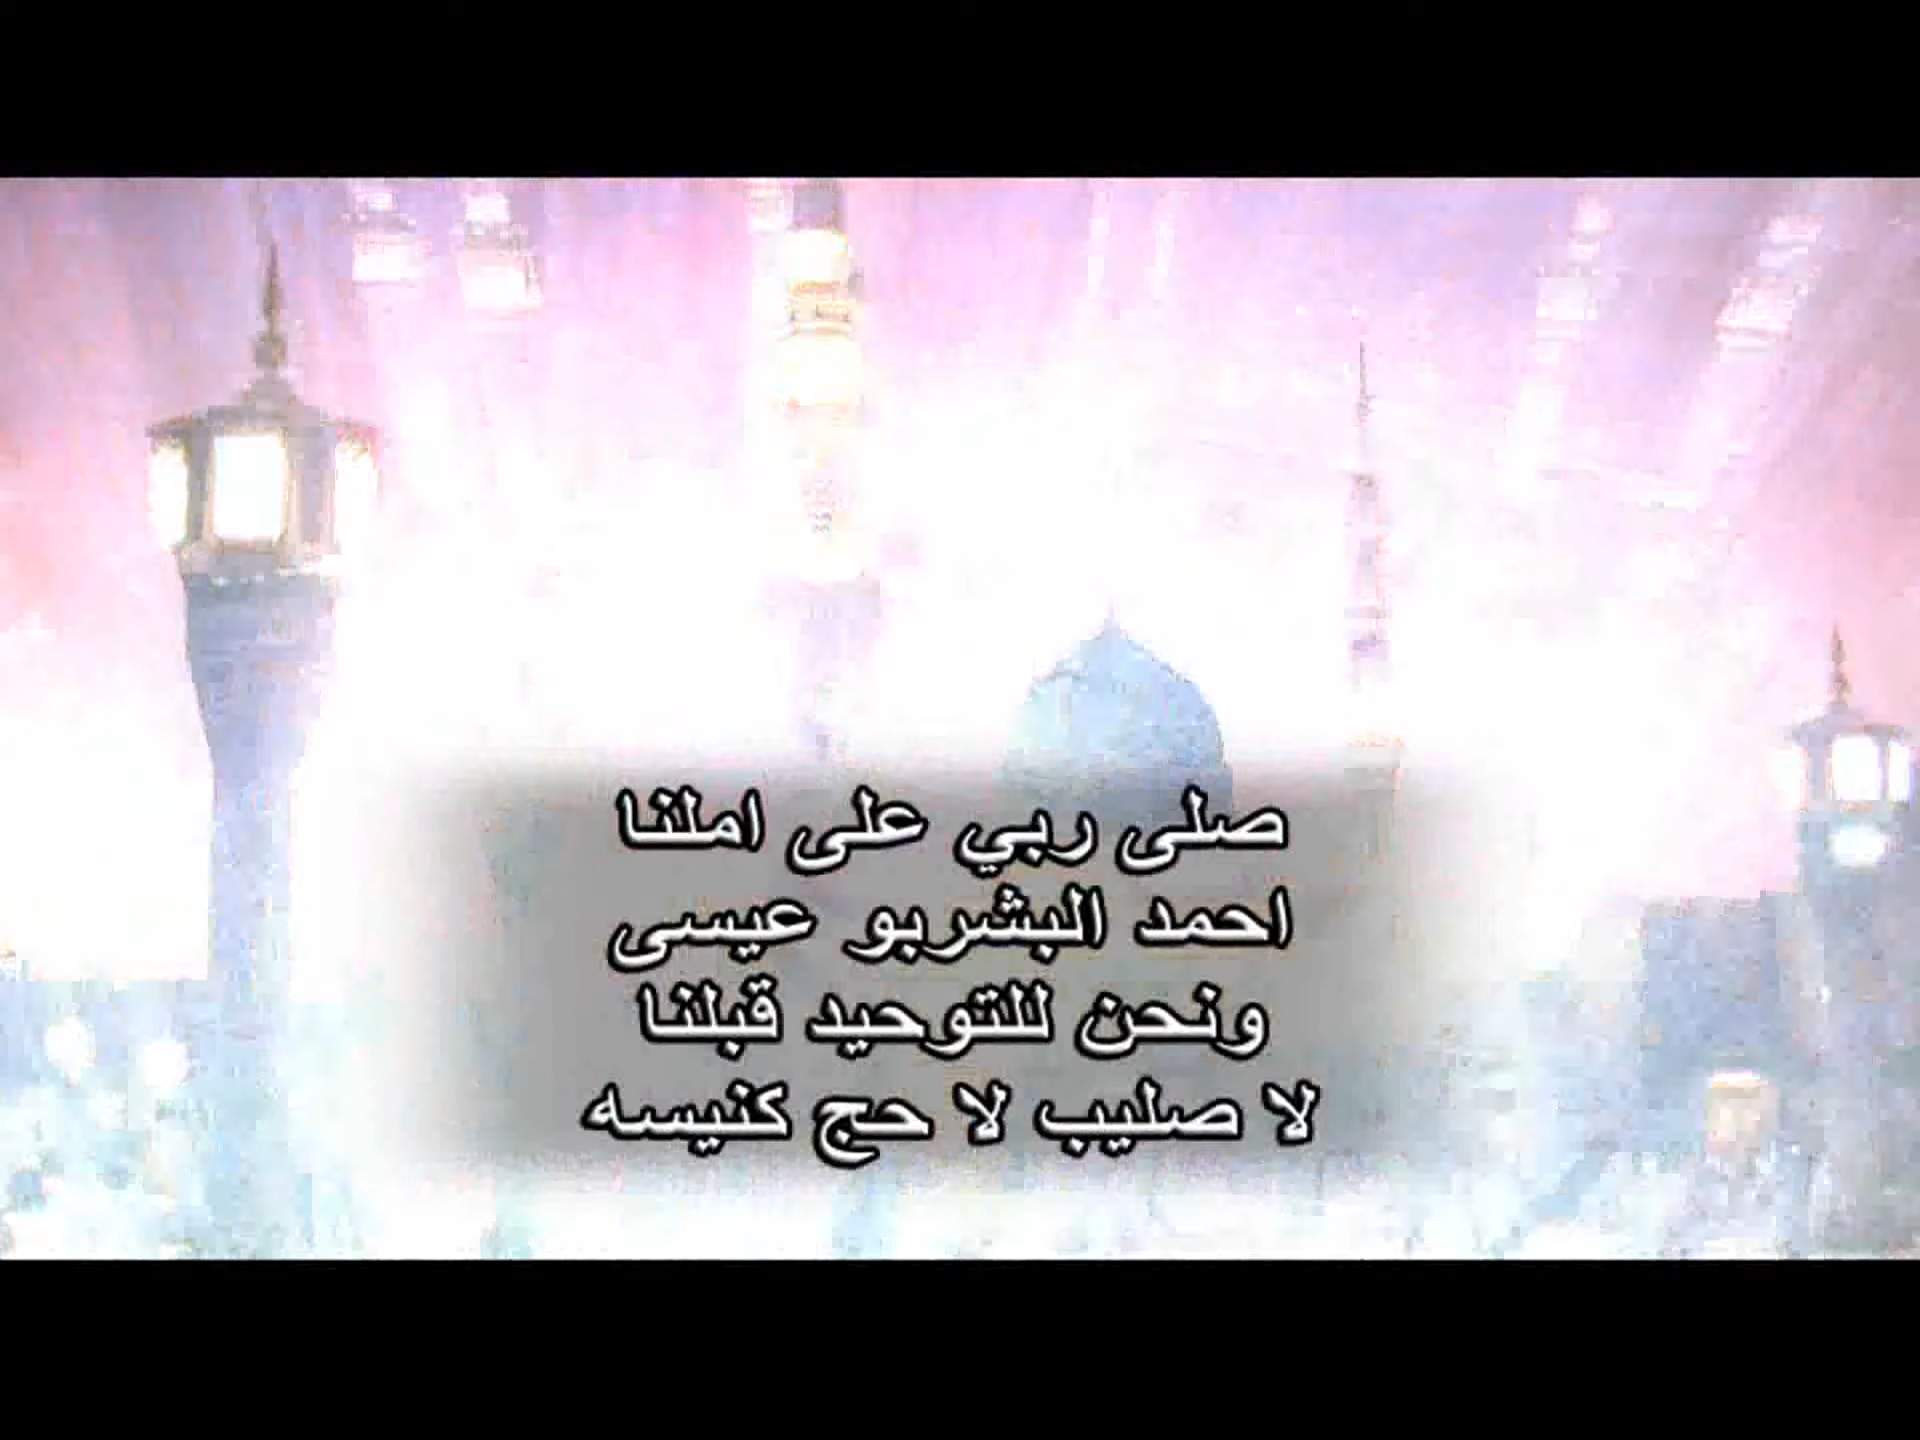 صلى ربي على املنا
احمد البشربو عيسى
ونحن للتوحيد قبلنا
لا صليب لا حج كنيسه